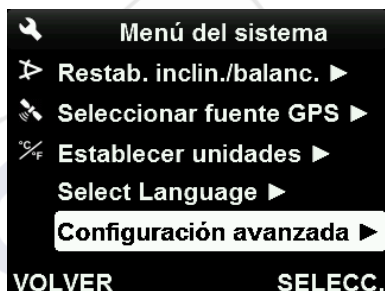 Menú del sistema
Restab. inclin./balanc. ▶
Seleccionar fuente GPS ▶
°C/°F Establecer unidades ▶
Select Language ▶
Configuración avanzada ▶
VOLVER SELECC.